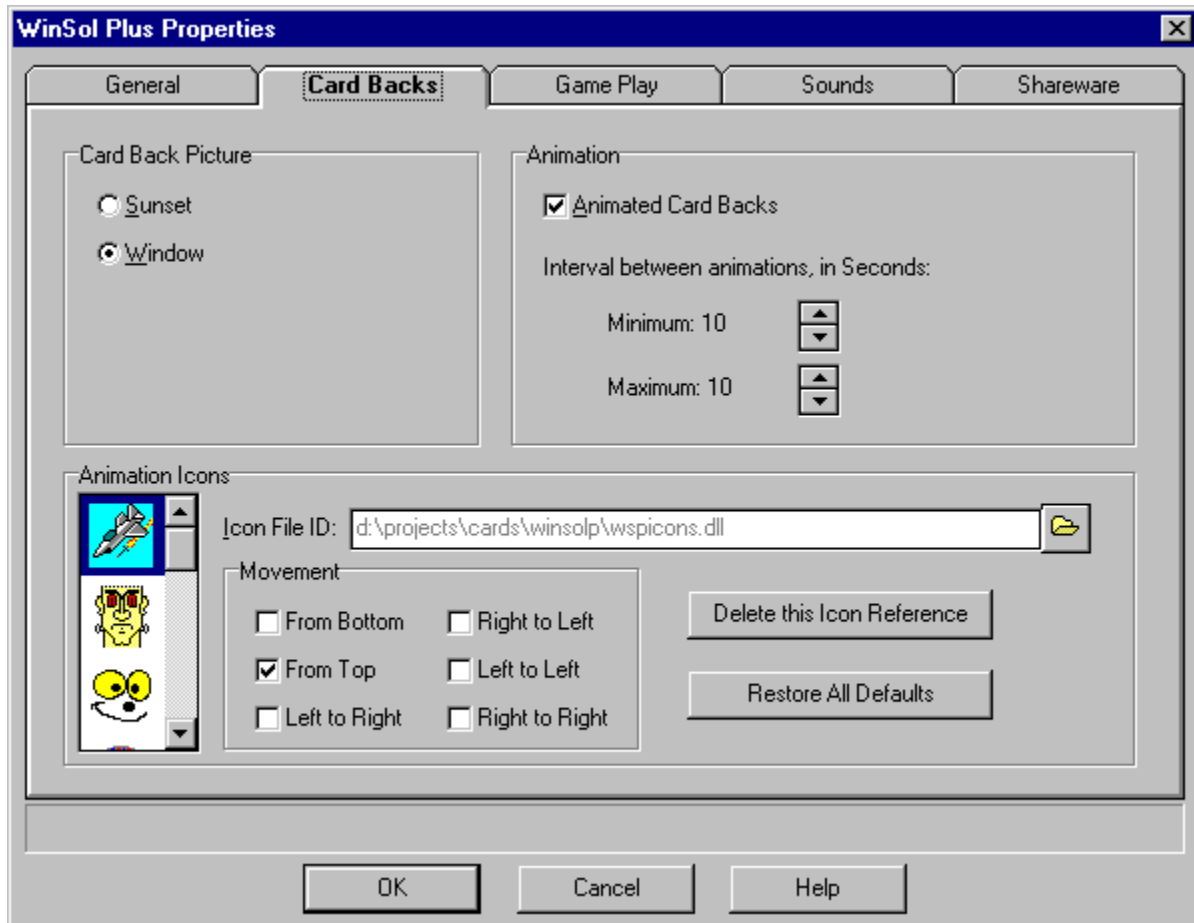 WinSol Plus Properties
General Card Backs Game Play Sounds Shareware
Card Back Picture
Sunset
Window
Animation
Animated Card Backs
Interval between animations, in Seconds:
Minimum: 10
Maximum: 10
Animation Icons
Icon File ID: d:\projects\cards\winsolp\wspicons.dll
Movement
From Bottom Right to Left
From Top Left to Left
Left to Right Right to Right
Delete this Icon Reference
Restore All Defaults
OK Cancel Help